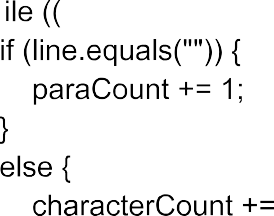 ile ((
if (line.equals("")) {
paraCount += 1;
}
else {
characterCount +=